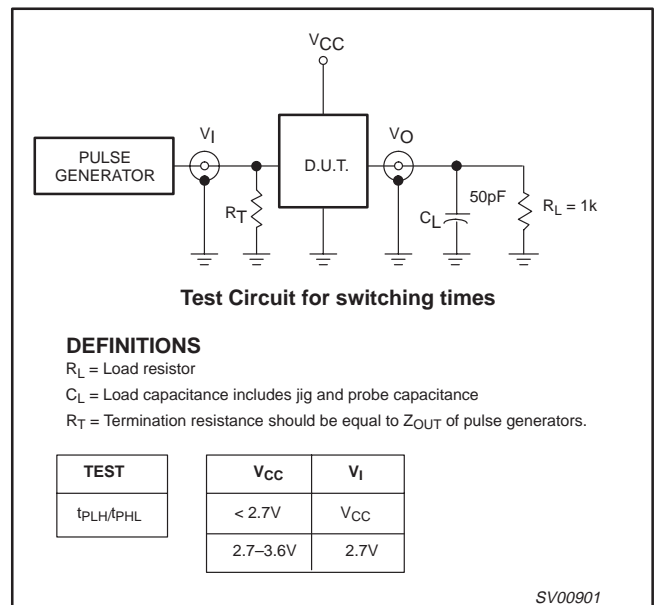 VCC
PULSE GENERATOR
VI
D.U.T.
VO
RT
50pF
CL
RL = 1k
Test Circuit for switching times
DEFINITIONS
RL = Load resistor
CL = Load capacitance includes jig and probe capacitance
RT = Termination resistance should be equal to ZOUT of pulse generators.
TEST
tPLH/tPHL
VCC VI
< 2.7V VCC
2.7–3.6V 2.7V
SV00901